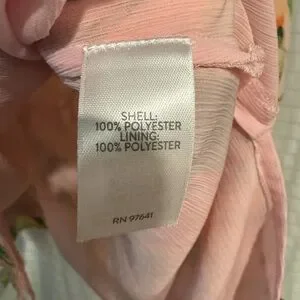 SHELL:
100% POLYESTER
LINING:
100% POLYESTER
RN 97641